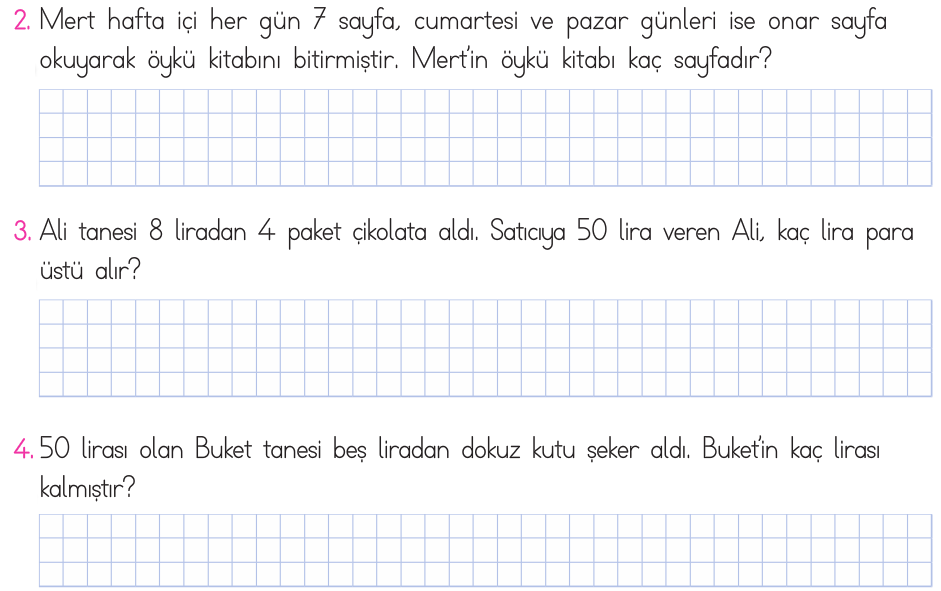 2. Mert hafta içi her gün 7 sayfa, cumartesi ve pazar günleri ise onar sayfa
okuyarak öykü kitabını bitirmiştir. Mert'in öykü kitabı kaç sayfadır?
3. Ali tanesi 8 liradan 4 paket çikolata aldı. Satıcıya 50 lira veren Ali, kaç lira para
üstü alır?
4. 50 lirası olan Buket tanesi beş liradan dokuz kutu şeker aldı. Buket'in kaç lirası
kalmıştır?